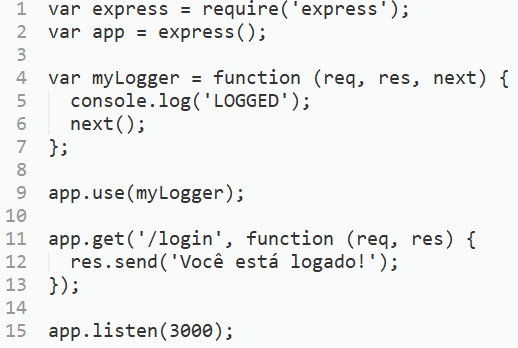 1 var express = require('express');
2 var app = express();
3
4 var myLogger = function (req, res, next) {
5   console.log('LOGGED');
6   next();
7 };
8
9 app.use(myLogger);
10
11 app.get('/login', function (req, res) {
12   res.send('Você está logado!');
13 });
14
15 app.listen(3000);